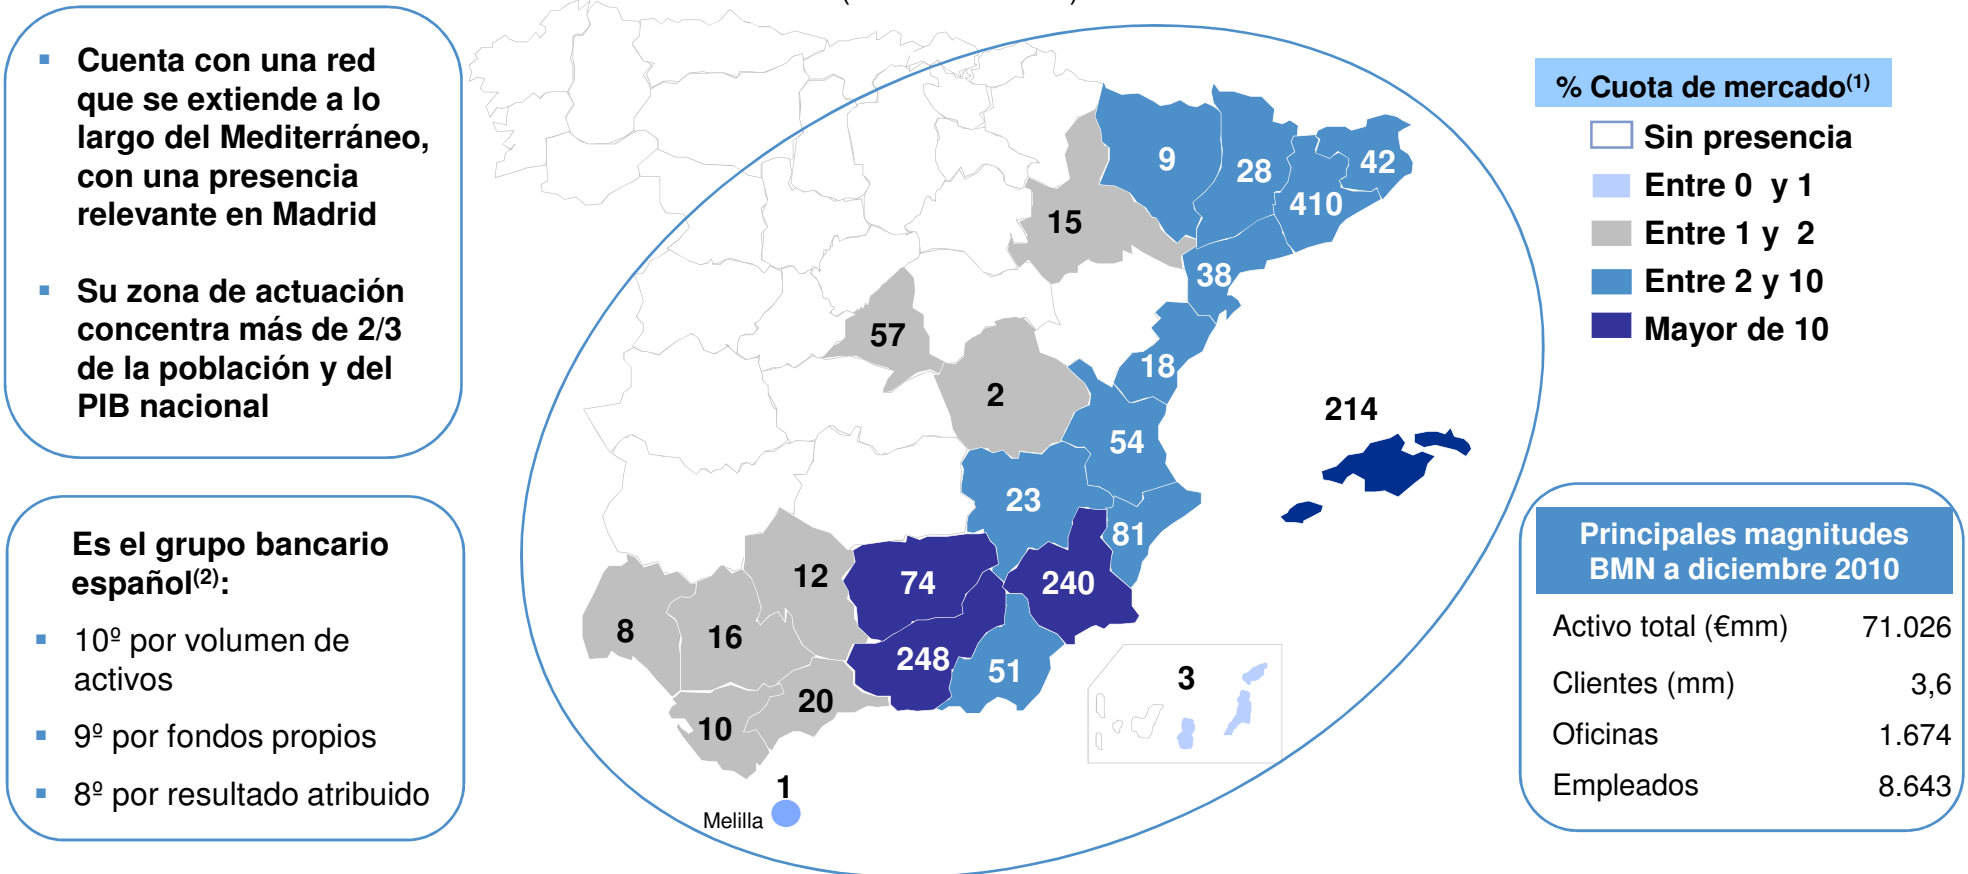 Cuenta con una red
que se extiende a lo
largo del Mediterráneo,
con una presencia
relevante en Madrid
Su zona de actuación
concentra más de 2/3
de la población y del
PIB nacional
Es el grupo bancario
español(2):
10º por volumen de
activos
9º por fondos propios
8º por resultado atribuido
9
28
42
410
15
38
57
18
2
214
54
23
81
12
74
240
8
16
248
51
20
3
10
1
Melilla
% Cuota de mercado(1)
Sin presencia
Entre 0 y 1
Entre 1 y 2
Entre 2 y 10
Mayor de 10
Principales magnitudes
BMN a diciembre 2010
Activo total (€mm) 71.026
Clientes (mm) 3,6
Oficinas 1.674
Empleados 8.643